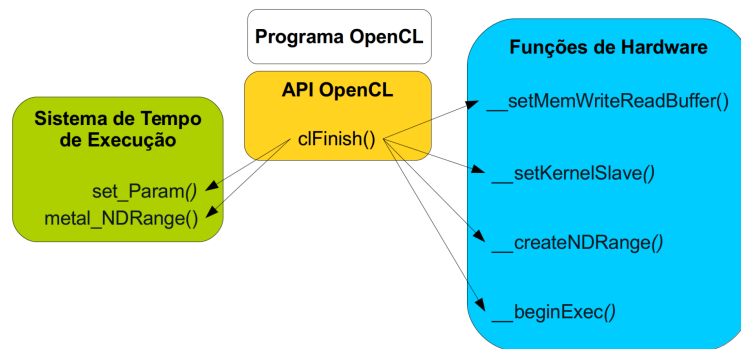 Programa OpenCL
API OpenCL
clFinish()
Sistema de Tempo
de Execução
set_Param()
metal_NDRange()
Funções de Hardware
__setMemWriteReadBuffer()
__setKernelSlave()
__createNDRange()
__beginExec()